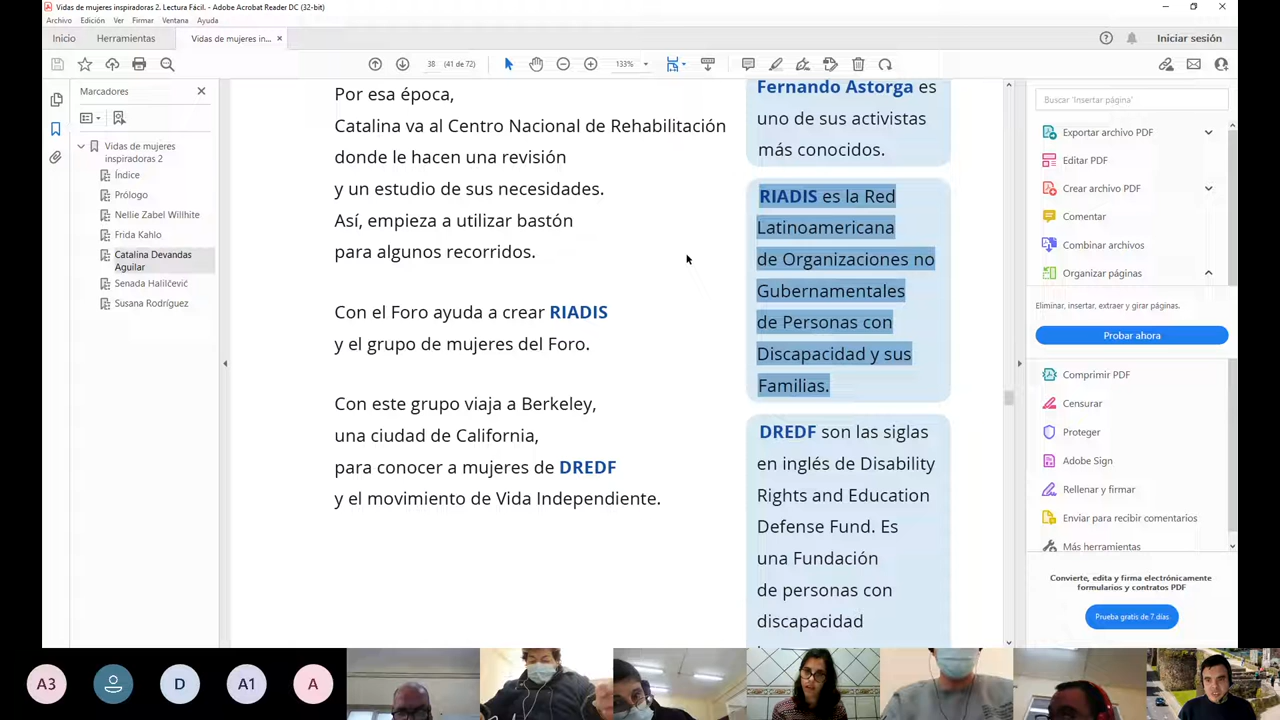 Vidas de mujeres inspiradoras 2. Lectura Fácil. - Adobe Acrobat Reader DC (32-bit)
Archivo Edición Ver Firmar Ventana Ayuda
Inicio Herramientas Vidas de mujeres in... × Iniciar sesión
38 (41 de 72) 133%
Marcadores
Vidas de mujeres
inspiradoras 2
Índice
Prólogo
Nellie Zabel Willhite
Frida Kahlo
Catalina Devandas
Aguilar
Senada Halilčević
Susana Rodríguez
Por esa época,
Catalina va al Centro Nacional de Rehabilitación
donde le hacen una revisión
y un estudio de sus necesidades.
Así, empieza a utilizar bastón
para algunos recorridos.
Con el Foro ayuda a crear RIADIS
y el grupo de mujeres del Foro.
Con este grupo viaja a Berkeley,
una ciudad de California,
para conocer a mujeres de DREDF
y el movimiento de Vida Independiente.
Fernando Astorga es
uno de sus activistas
más conocidos.
RIADIS es la Red
Latinoamericana
de Organizaciones no
Gubernamentales
de Personas con
Discapacidad y sus
Familias.
DREDF son las siglas
en inglés de Disability
Rights and Education
Defense Fund. Es
una Fundación
de personas con
discapacidad
Buscar 'Insertar página'
Exportar archivo PDF
Editar PDF
Crear archivo PDF
Comentar
Combinar archivos
Organizar páginas
Eliminar, insertar, extraer y girar páginas.
Probar ahora
Comprimir PDF
Censurar
Proteger
Adobe Sign
Rellenar y firmar
Enviar para recibir comentarios
Más herramientas
Convierte, edita y firma electrónicamente
formularios y contratos PDF
Prueba gratis de 7 días
A3 D A1 A